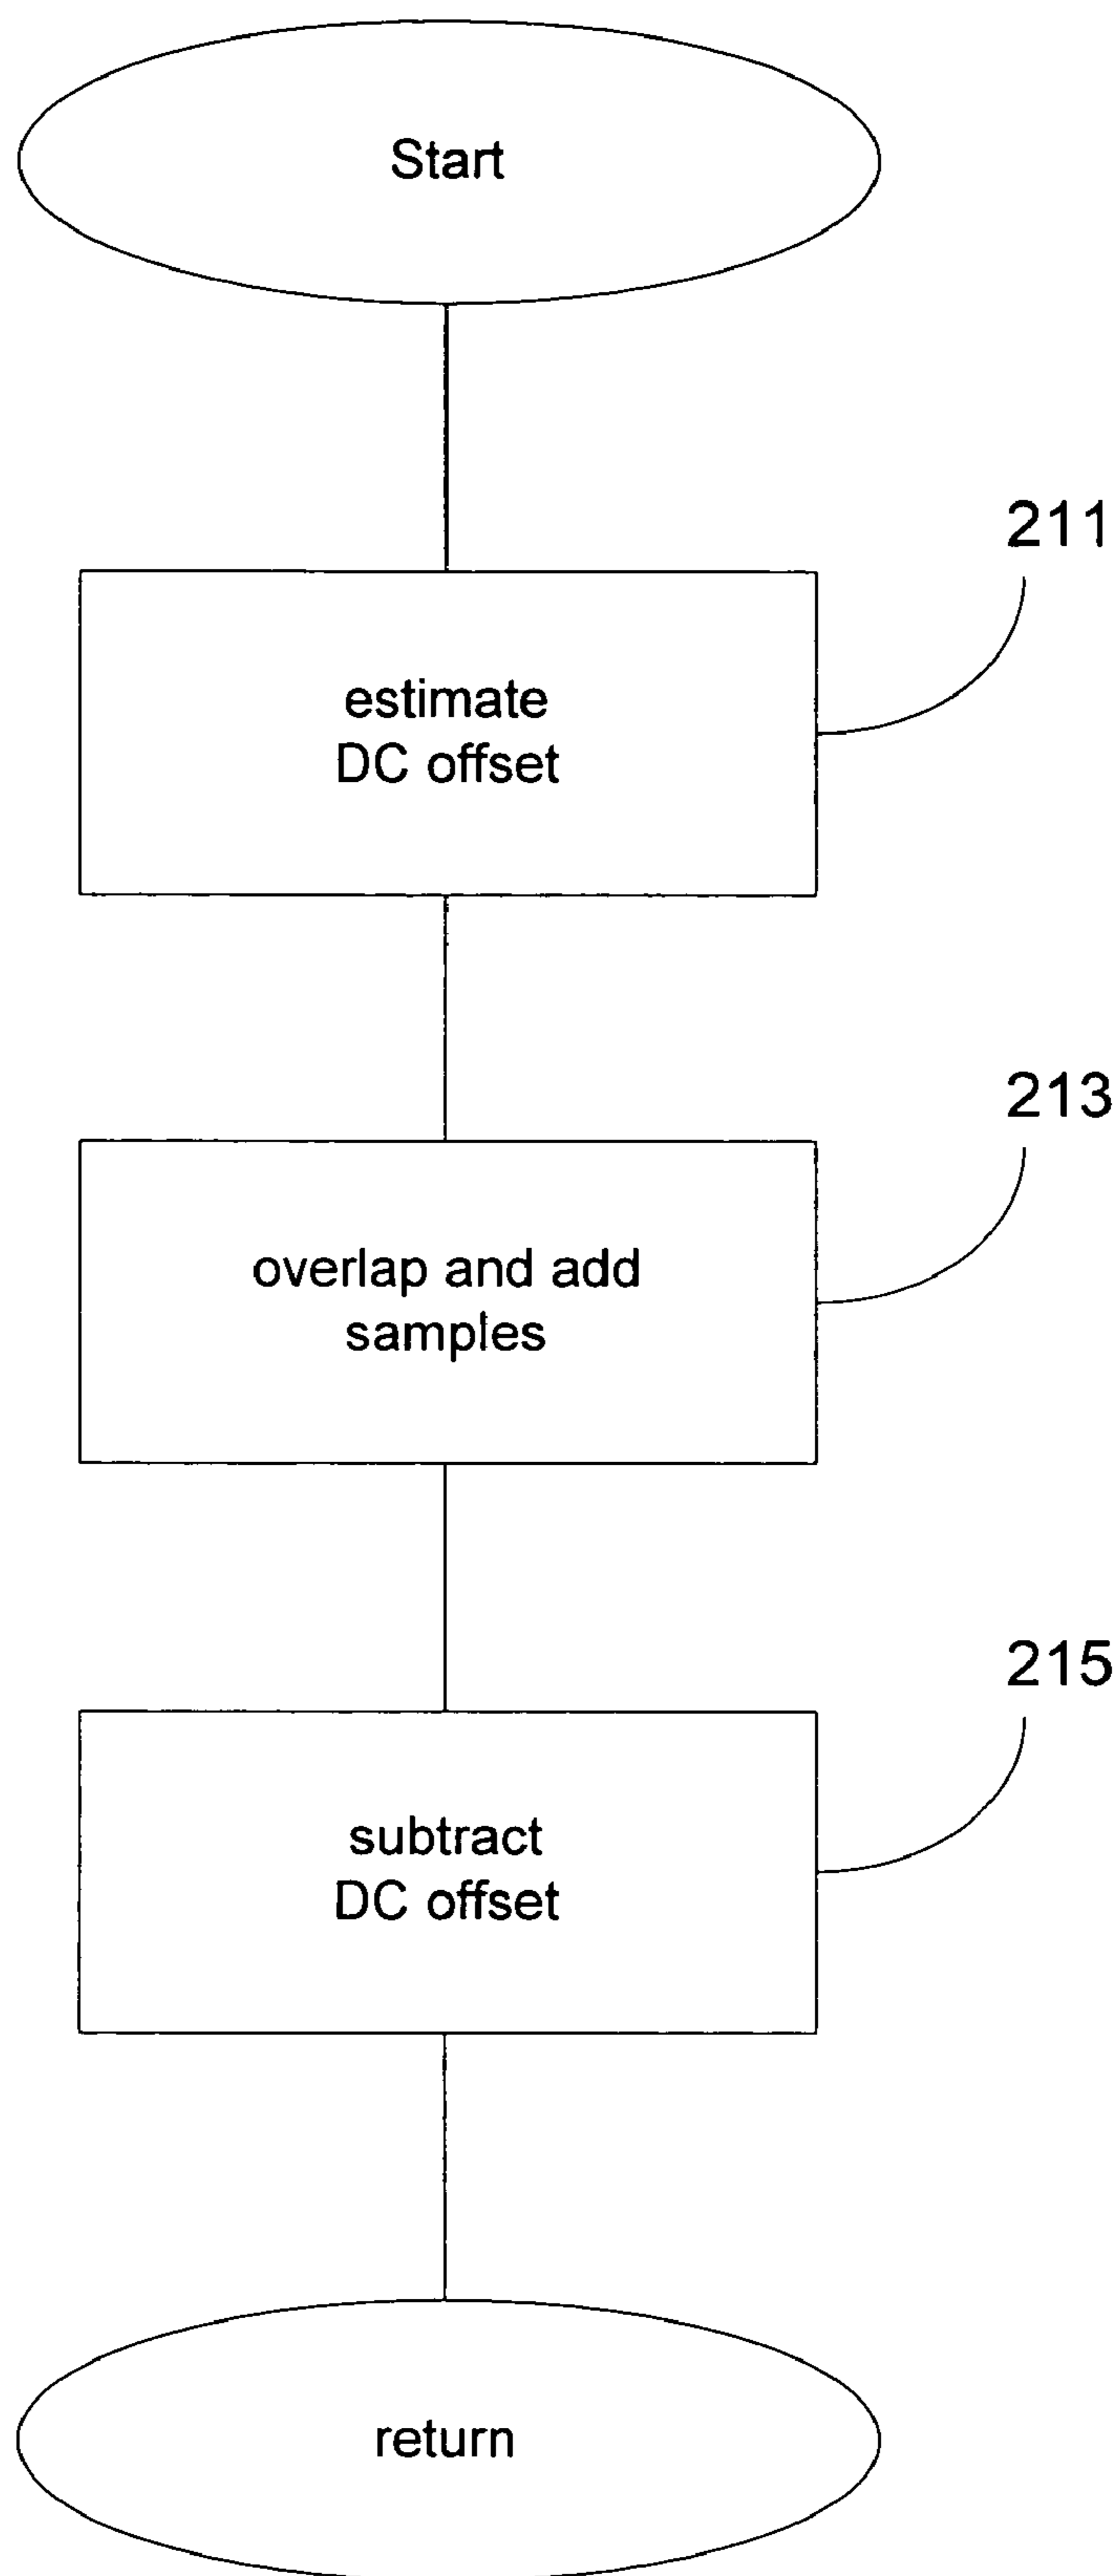 Start
211
estimate
DC offset
213
overlap and add
samples
215
subtract
DC offset
return